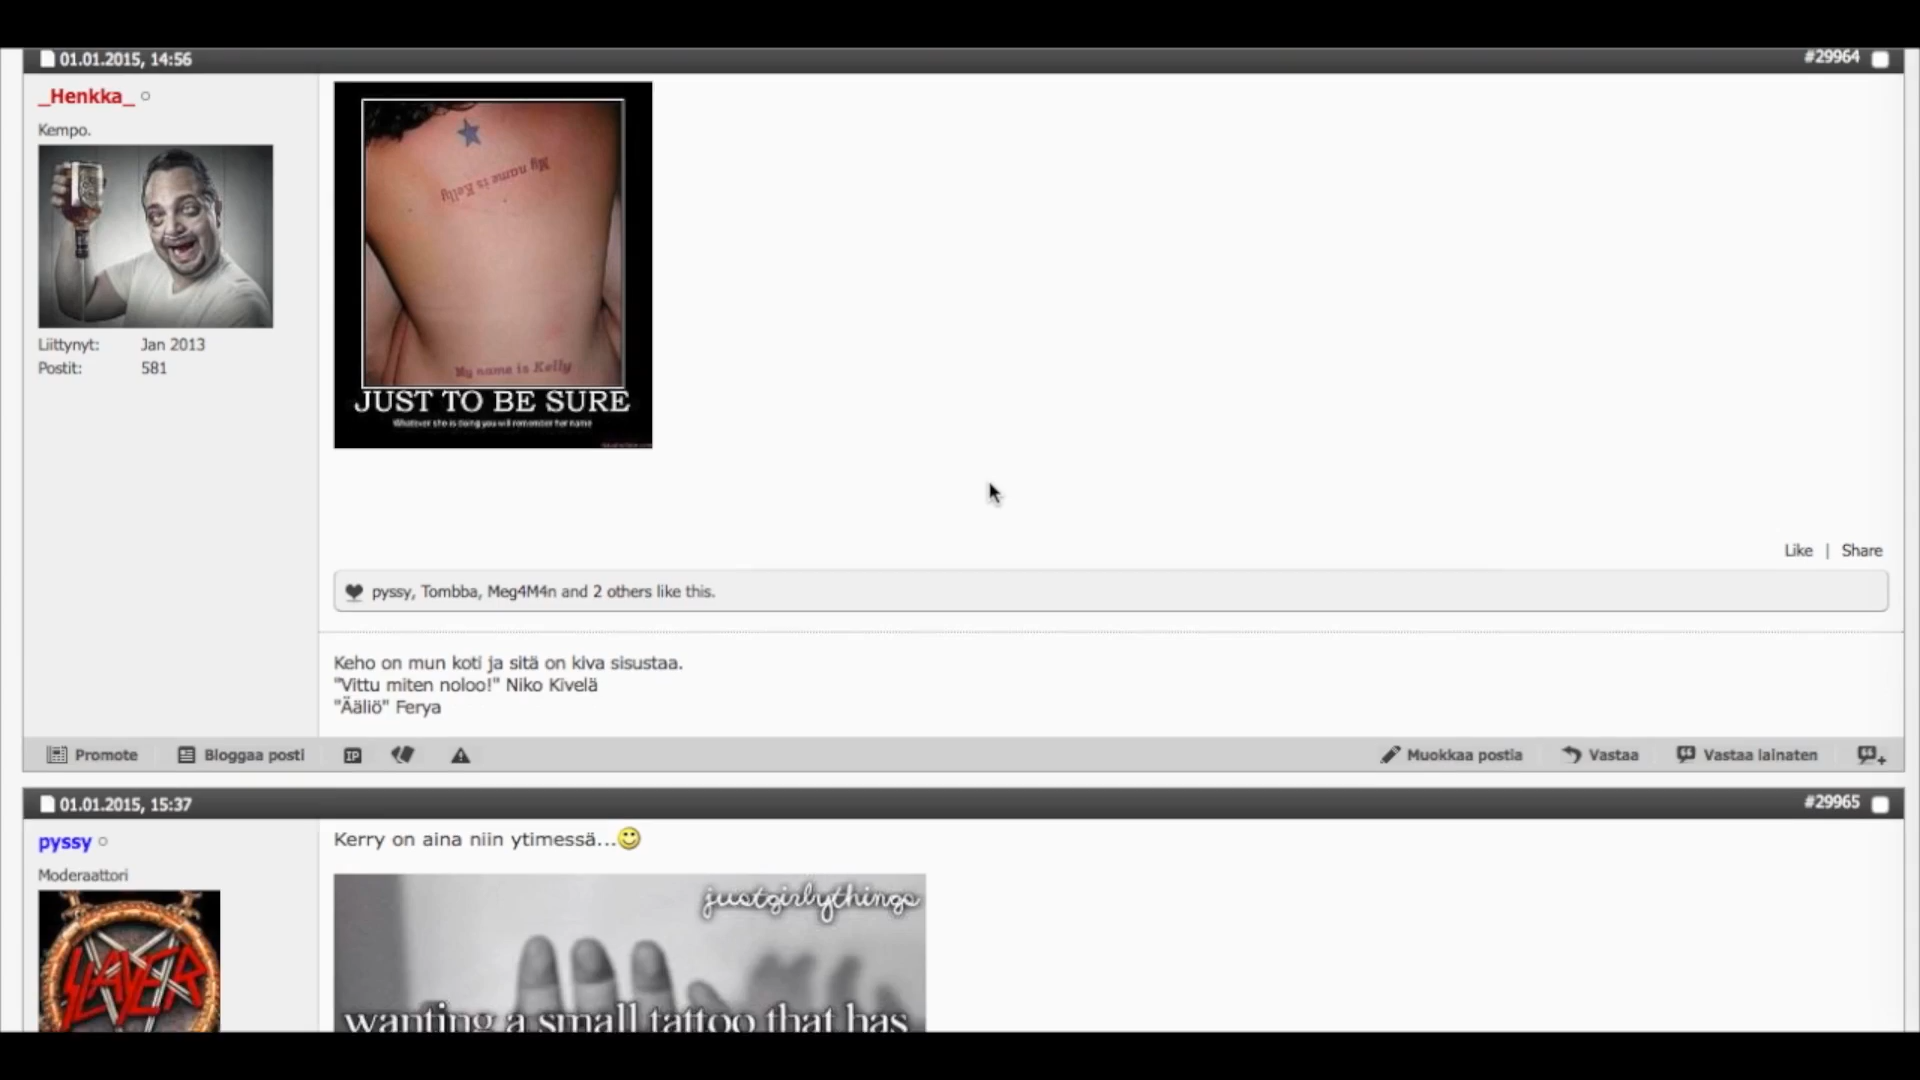 01.01.2015, 14:56
#29964
_Henkka_
Kempo.
Liittynyt: Jan 2013
Postit: 581
My name is Kelly
My name is Kelly
JUST TO BE SURE
Whatever she is doing you will remember her name
Like | Share
pyssy, Tombba, Meg4M4n and 2 others like this.
Keho on mun koti ja sitä on kiva sisustaa.
"Vittu miten noloo!" Niko Kivelä
"Ääliö" Ferya
Promote Bloggaa posti IP Muokkaa postia Vastaa Vastaa lainaten
01.01.2015, 15:37
#29965
pyssy
Moderaattori
SLAYER
Kerry on aina niin ytimessä...
justgirlythings
wanting a small tattoo that has